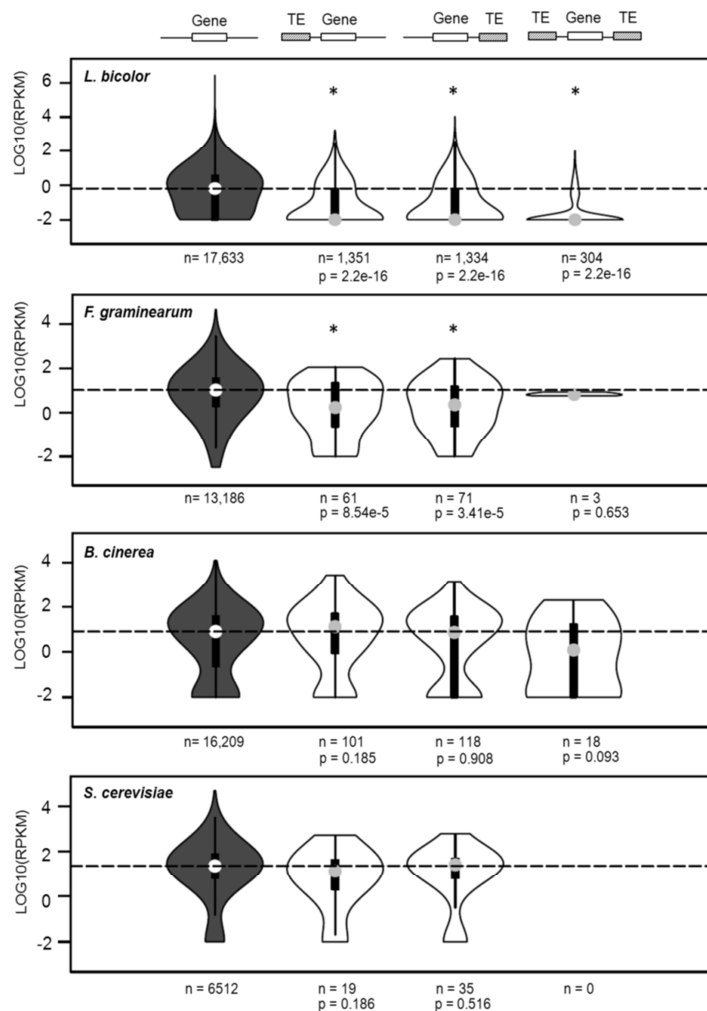 Gene TE Gene Gene TE TE Gene TE
L. bicolor
* * *
LOG10(RPKM)
6
4
2
0
-2
n= 17,633 n= 1,351 n= 1,334 n= 304
p = 2.2e-16 p = 2.2e-16 p = 2.2e-16
F. graminearum
* *
LOG10(RPKM)
4
2
0
-2
n= 13,186 n = 61 n = 71 n = 3
p = 8.54e-5 p = 3.41e-5 p = 0.653
B. cinerea
LOG10(RPKM)
4
2
0
-2
n= 16,209 n = 101 n = 118 n = 18
p = 0.185 p = 0.908 p = 0.093
S. cerevisiae
LOG10(RPKM)
4
2
0
-2
n = 6512 n = 19 n = 35 n = 0
p = 0.186 p = 0.516